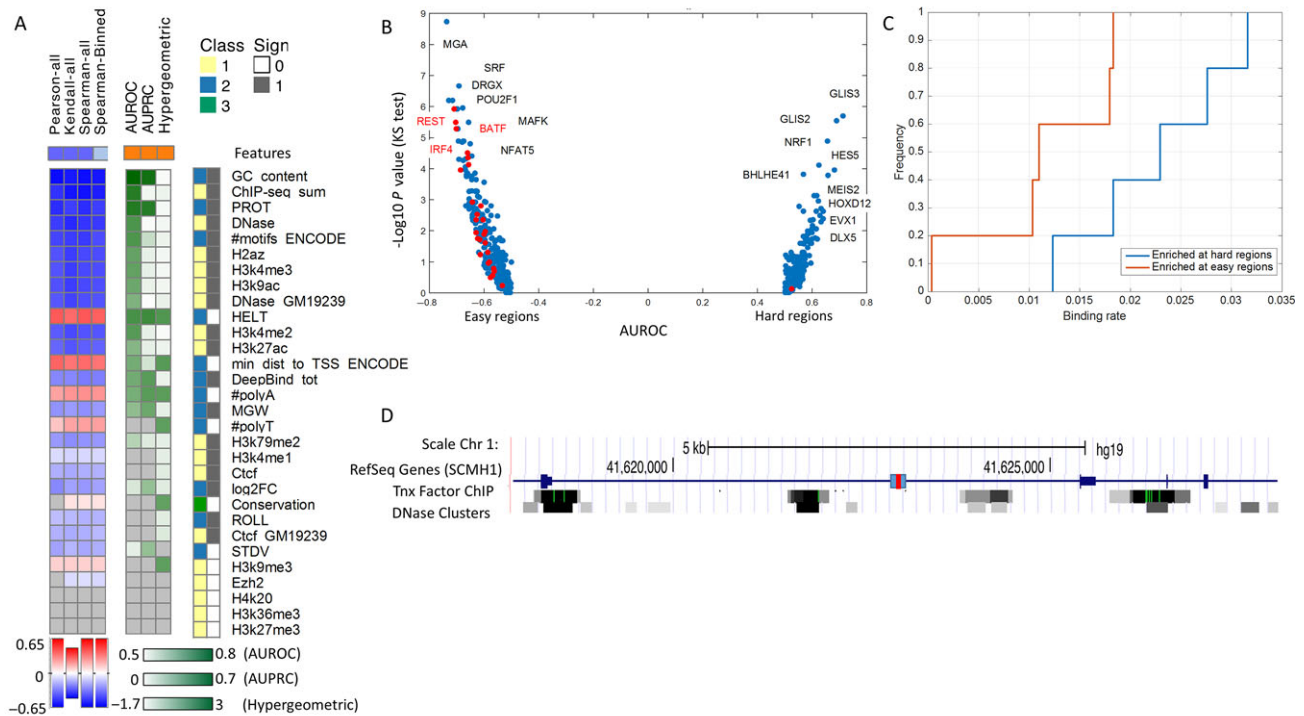 A
Pearson-all
Kendall-all
Spearman-all
Spearman-Binned
AUROC
AUPRC
Hypergeometric
Class
1
2
3
Sign
0
1
Features
GC content
ChIP-seq sum
PROT
DNase
#motifs ENCODE
H2az
H3k4me3
H3k9ac
DNase GM19239
HELT
H3k4me2
H3k27ac
min dist to TSS ENCODE
DeepBind tot
#polyA
MGW
#polyT
H3k79me2
H3k4me1
Ctcf
log2FC
Conservation
ROLL
Ctcf GM19239
STDV
H3k9me3
Ezh2
H4k20
H3k36me3
H3k27me3
0.65
0
−0.65
0.5 0.8 (AUROC)
0 0.7 (AUPRC)
−1.7 3 (Hypergeometric)
B
-Log10 P value (KS test)
9
8
7
6
5
4
3
2
1
0
MGA
SRF
DRGX
POU2F1
REST
BATF
MAFK
IRF4
NFAT5
GLIS3
GLIS2
NRF1
HES5
BHLHE41
MEIS2
HOXD12
EVX1
DLX5
−0.8 −0.6 −0.4 −0.2 0 0.2 0.4 0.6 0.8
Easy regions Hard regions
AUROC
C
Frequency
1
0.9
0.8
0.7
0.6
0.5
0.4
0.3
0.2
0.1
0
Enriched at hard regions
Enriched at easy regions
0 0.005 0.01 0.015 0.02 0.025 0.03 0.035
Binding rate
D
Scale Chr 1: 5 kb hg19
41,620,000 41,625,000
RefSeq Genes (SCMH1)
Tnx Factor ChIP
DNase Clusters